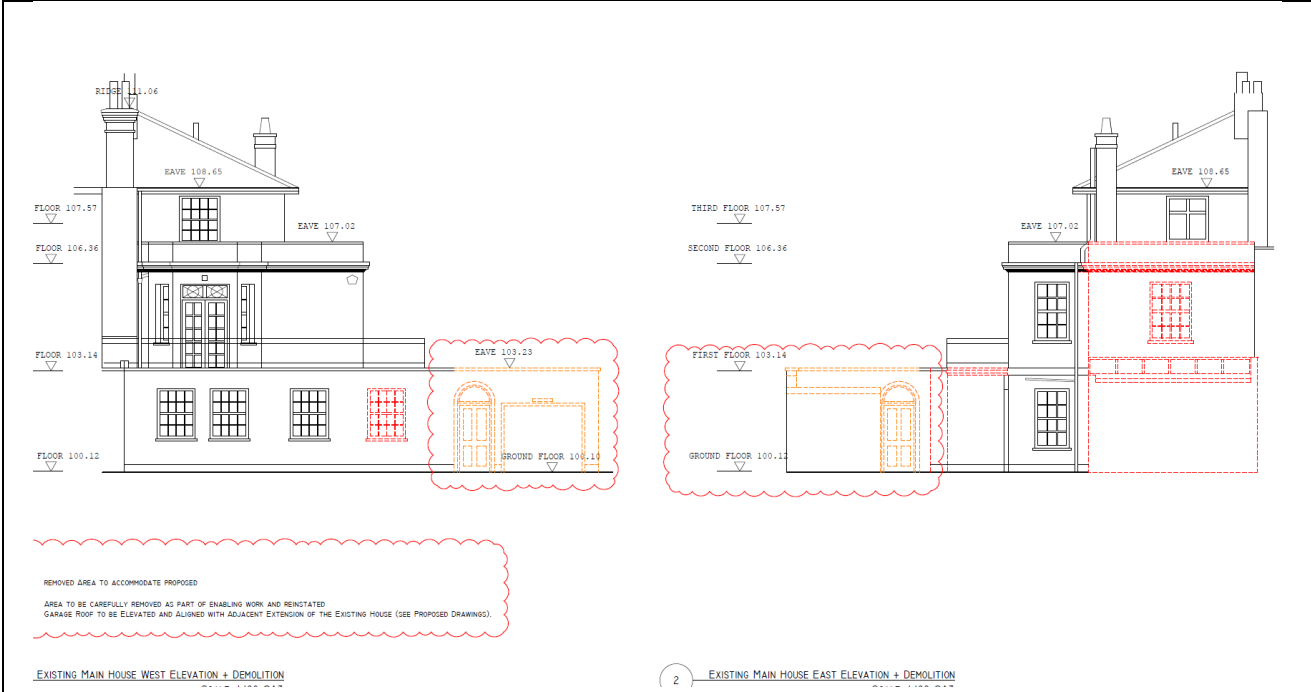 RIDGE 111.06
EAVE 108.65
FLOOR 107.57
EAVE 107.02
FLOOR 106.36
FLOOR 103.14
EAVE 103.23
FLOOR 100.12
GROUND FLOOR 100.10
EAVE 108.65
THIRD FLOOR 107.57
EAVE 107.02
SECOND FLOOR 106.36
FIRST FLOOR 103.14
GROUND FLOOR 100.12
REMOVED AREA TO ACCOMMODATE PROPOSED
AREA TO BE CAREFULLY REMOVED AS PART OF ENABLING WORK AND REINSTATED
GARAGE ROOF TO BE ELEVATED AND ALIGNED WITH ADJACENT EXTENSION OF THE EXISTING HOUSE (SEE PROPOSED DRAWINGS).
EXISTING MAIN HOUSE WEST ELEVATION + DEMOLITION
2 EXISTING MAIN HOUSE EAST ELEVATION + DEMOLITION